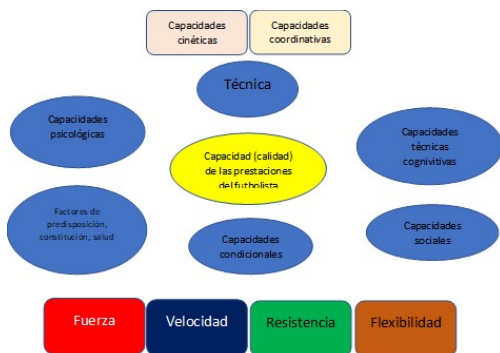 Capacidades
cinéticas
Capacidades
coordinativas
Técnica
Capaciidades
psicológicas
Capacidad (calidad)
de las prestaciones
del futbolista
Capacidades
técnicas
cognivitivas
Factores de
predisposición,
constitución, salud
Capacidades
condicionales
Capacidades
sociales
Fuerza
Velocidad
Resistencia
Flexibilidad